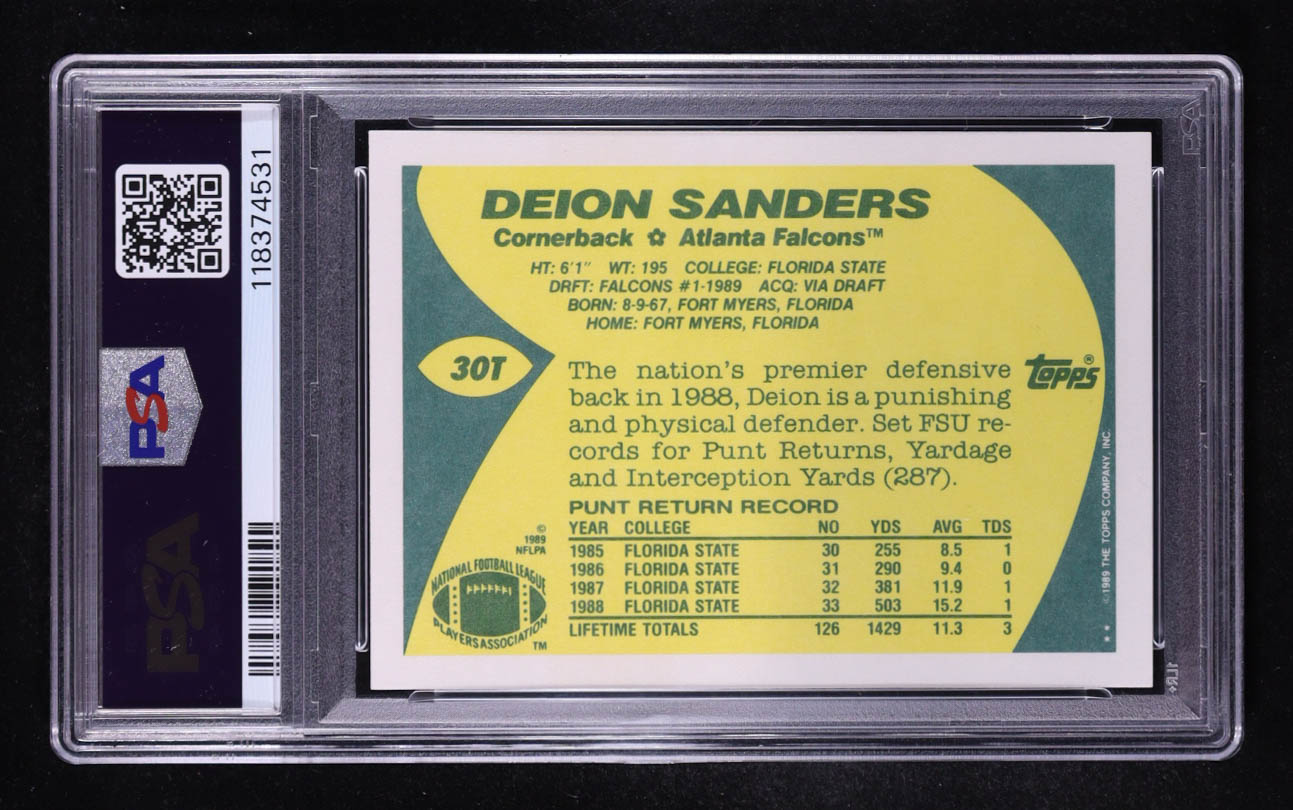 118374531
PSA
PSA
PSA
DEION SANDERS
Cornerback ✿ Atlanta Falcons™
HT: 6'1" WT: 195 COLLEGE: FLORIDA STATE
DRFT: FALCONS #1-1989 ACQ: VIA DRAFT
BORN: 8-9-67, FORT MYERS, FLORIDA
HOME: FORT MYERS, FLORIDA
30T
The nation's premier defensive
back in 1988, Deion is a punishing
and physical defender. Set FSU re-
cords for Punt Returns, Yardage
and Interception Yards (287).
Topps®
PUNT RETURN RECORD
YEAR COLLEGE NO YDS AVG TDS
1985 FLORIDA STATE 30 255 8.5 1
1986 FLORIDA STATE 31 290 9.4 0
1987 FLORIDA STATE 32 381 11.9 1
1988 FLORIDA STATE 33 503 15.2 1
LIFETIME TOTALS 126 1429 11.3 3
©
1989
NFLPA
NATIONAL FOOTBALL LEAGUE
PLAYERS ASSOCIATION
TM
** ©1989 THE TOPPS COMPANY, INC.